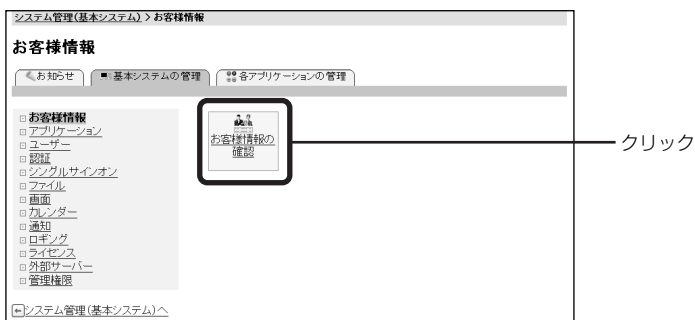 システム管理(基本システム) > お客様情報
お客様情報
お知らせ 基本システムの管理 各アプリケーションの管理
お客様情報
アプリケーション
ユーザー
認証
シングルサインオン
ファイル
画面
カレンダー
通知
ロギング
ライセンス
外部サーバー
管理権限
お客様情報の
確認
クリック
システム管理(基本システム)へ